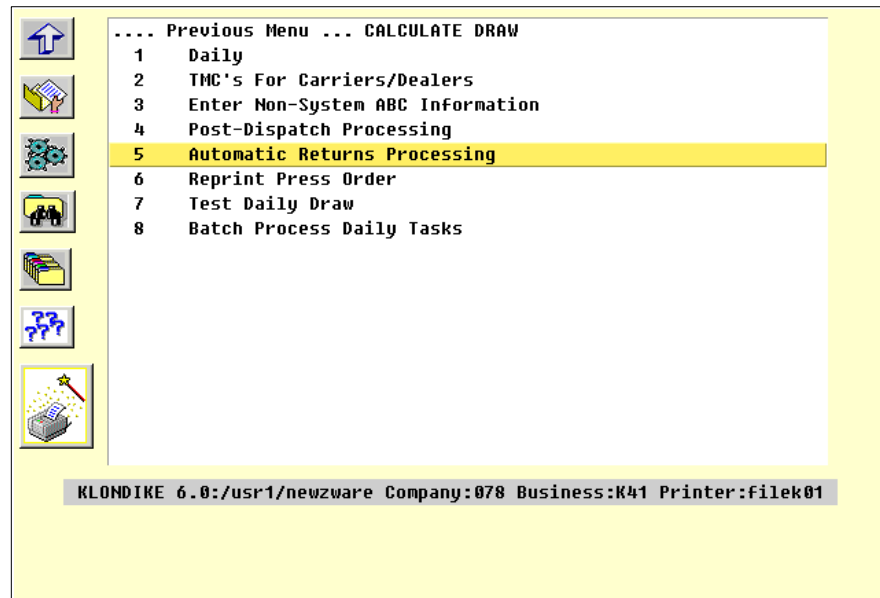 .... Previous Menu ... CALCULATE DRAW
1 Daily
2 TMC's For Carriers/Dealers
3 Enter Non-System ABC Information
4 Post-Dispatch Processing
5 Automatic Returns Processing
6 Reprint Press Order
7 Test Daily Draw
8 Batch Process Daily Tasks
???
???
KLONDIKE 6.0:/usr1/newzware Company:078 Business:K41 Printer:filek01